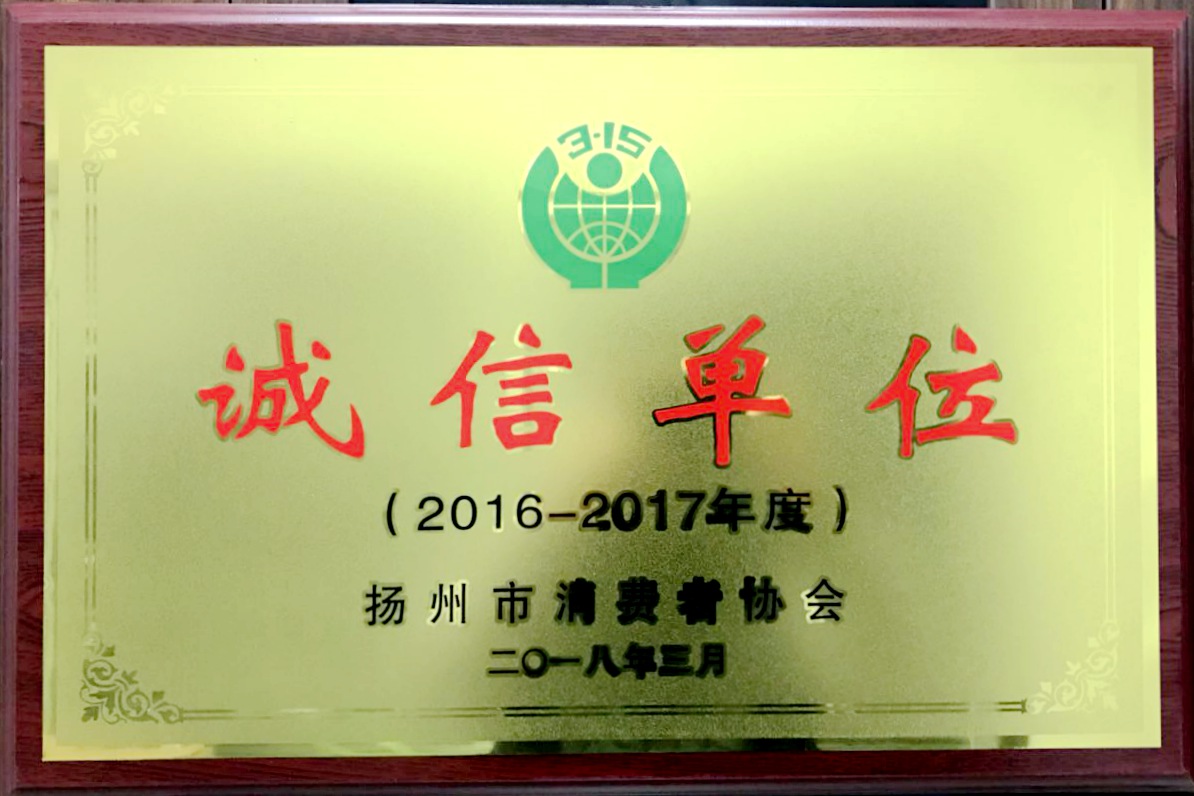 3·15
诚信单位
（2016-2017年度）
扬州市消费者协会
二〇一八年三月